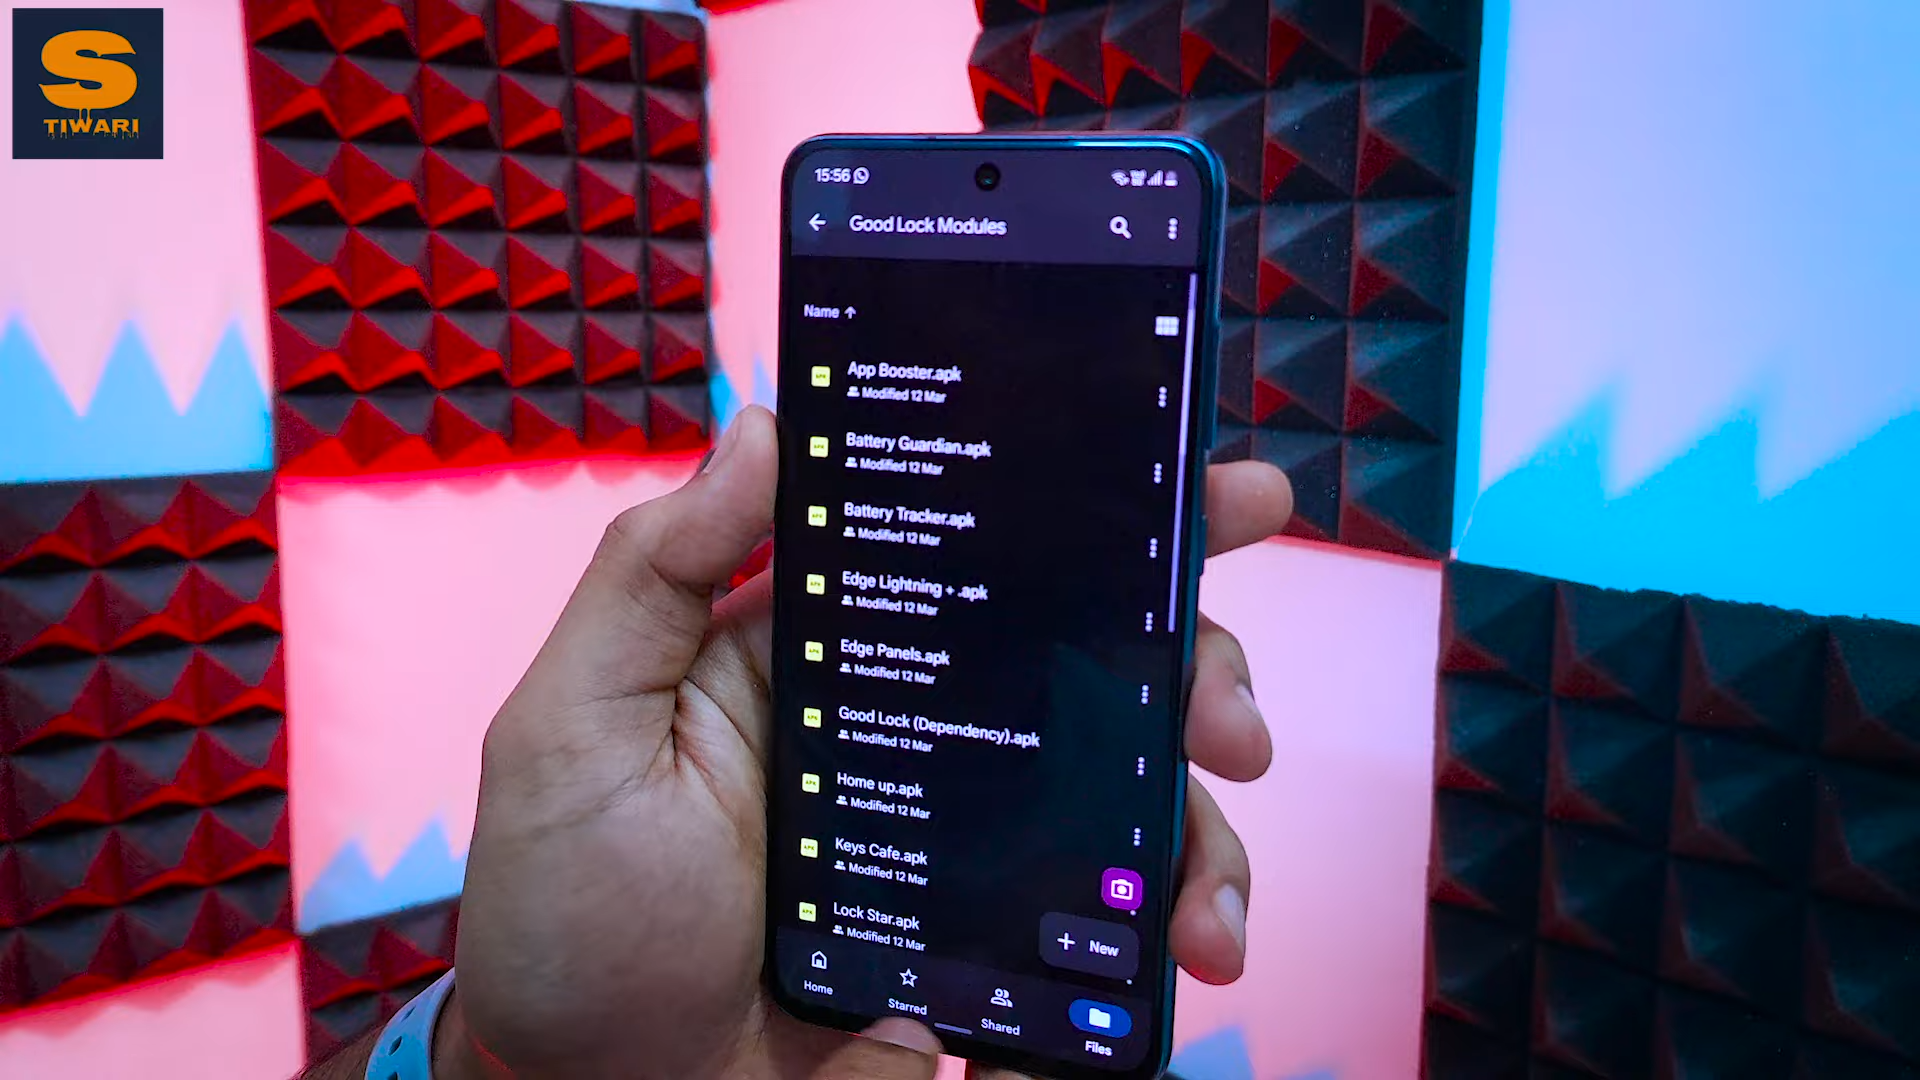 S
TIWARI
15:56
Good Lock Modules
Name ↑
App Booster.apk
Modified 12 Mar
Battery Guardian.apk
Modified 12 Mar
Battery Tracker.apk
Modified 12 Mar
Edge Lightning + .apk
Modified 12 Mar
Edge Panels.apk
Modified 12 Mar
Good Lock (Dependency).apk
Modified 12 Mar
Home up.apk
Modified 12 Mar
Keys Cafe.apk
Modified 12 Mar
Lock Star.apk
Modified 12 Mar
+ New
Home
Starred
Shared
Files